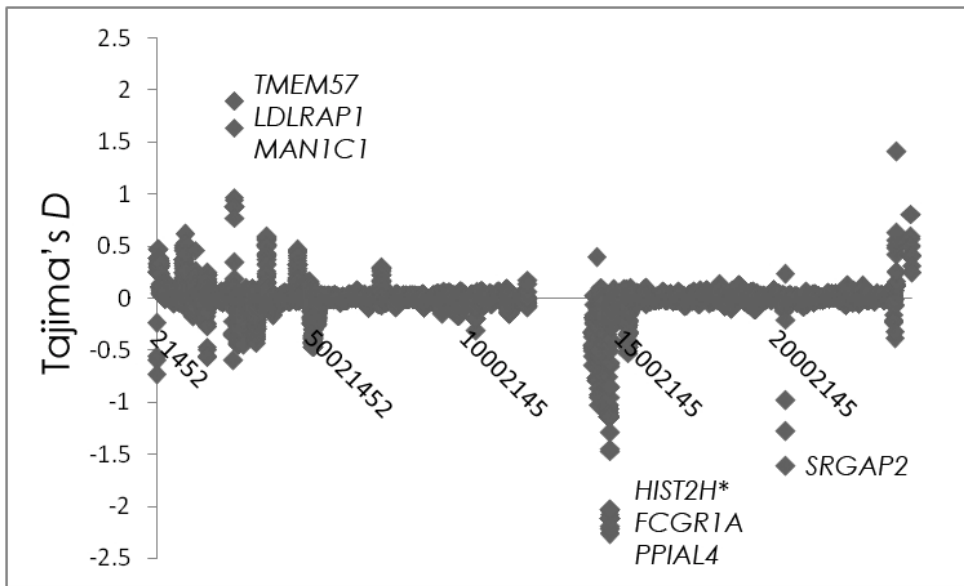 2.5
2
1.5
1
0.5
0
-0.5
-1
-1.5
-2
-2.5
Tajima's D
TMEM57
LDLRAP1
MAN1C1
21452
50021452
10002145
15002145
20002145
SRGAP2
HIST2H*
FCGR1A
PPIAL4